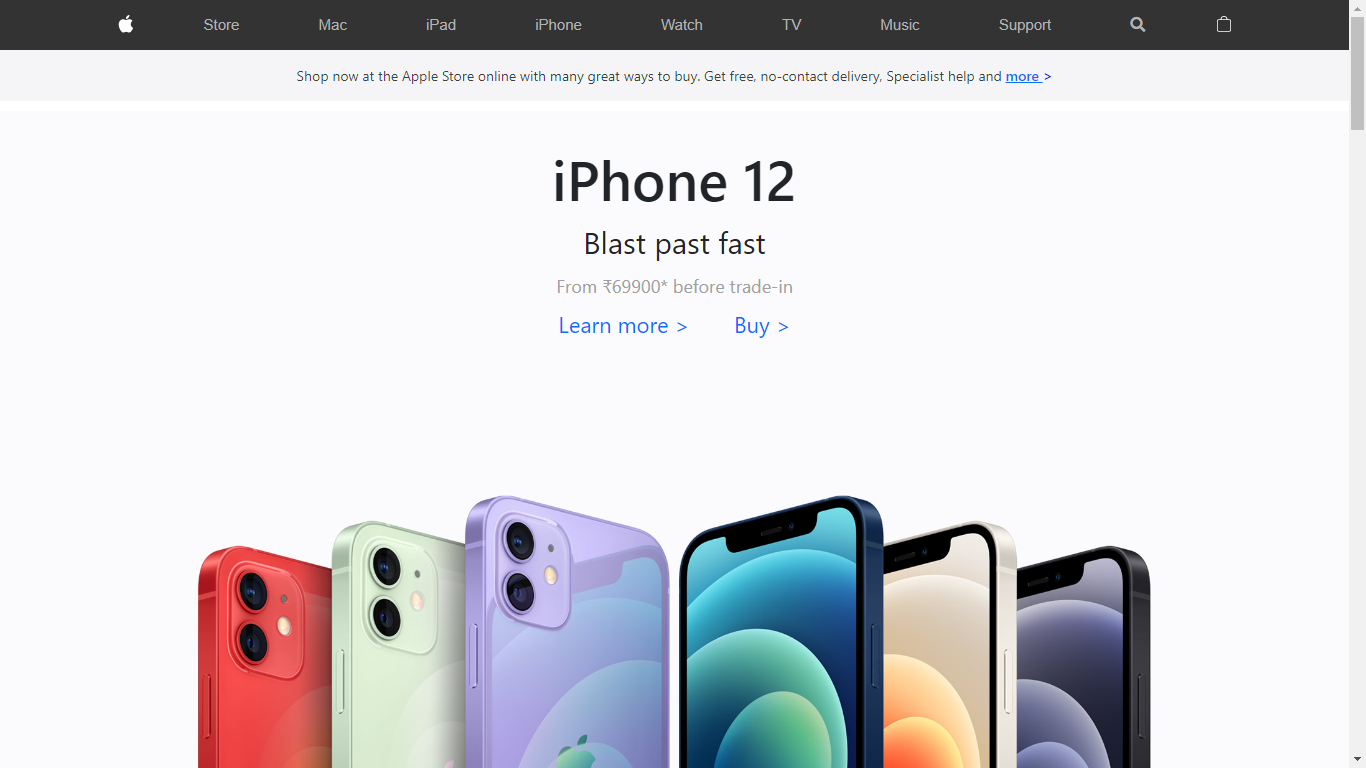 Store Mac iPad iPhone Watch TV Music Support
Shop now at the Apple Store online with many great ways to buy. Get free, no-contact delivery, Specialist help and more >
iPhone 12
Blast past fast
From ₹69900* before trade-in
Learn more > Buy >